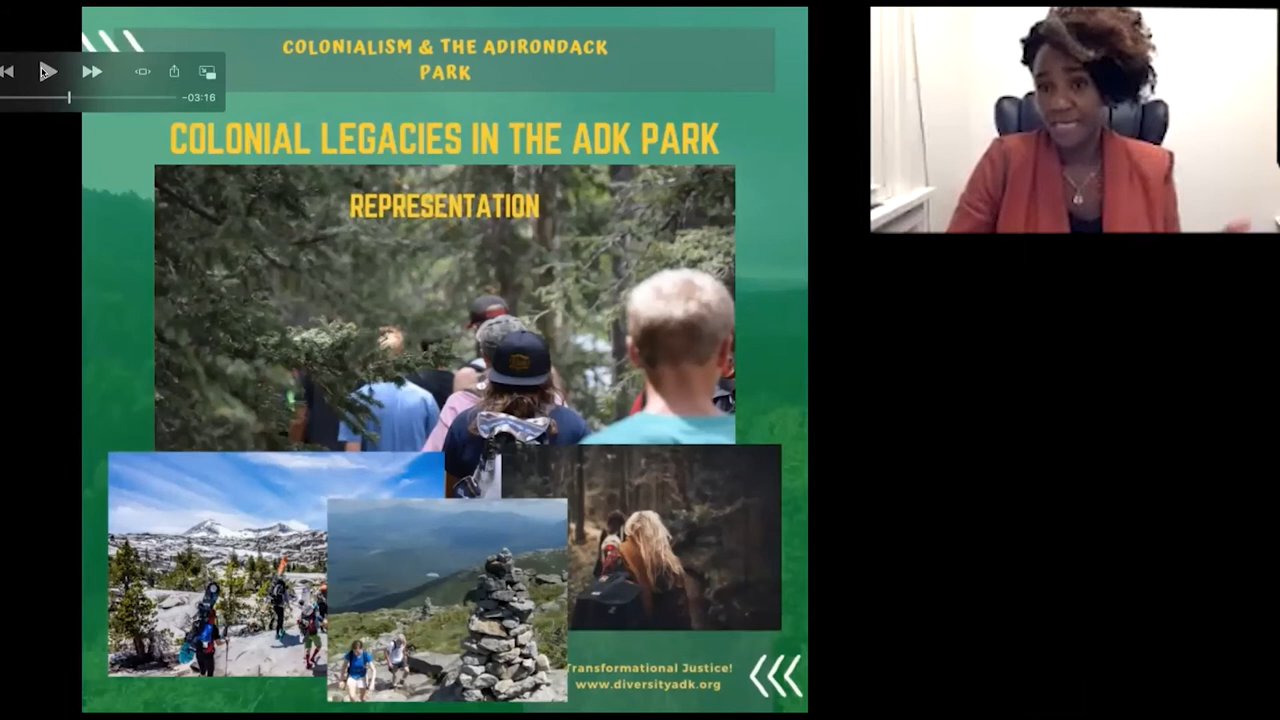 COLONIALISM & THE ADIRONDACK
PARK
-03:16
COLONIAL LEGACIES IN THE ADK PARK
REPRESENTATION
Transformational Justice!
www.diversityadk.org